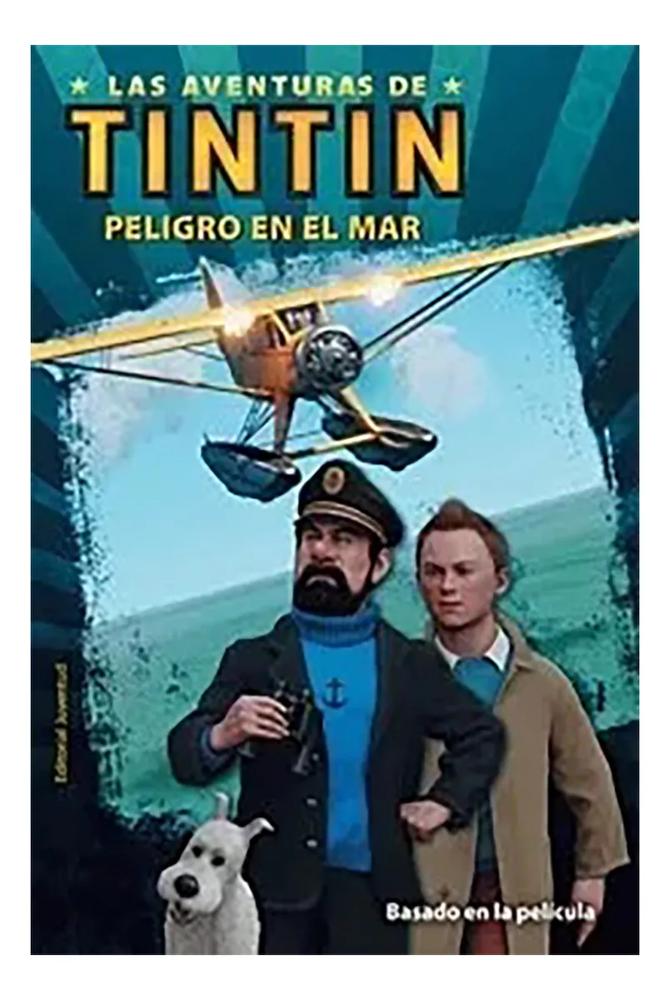 ★ LAS AVENTURAS DE ★
TINTIN
PELIGRO EN EL MAR
Editorial Juventud
Basado en la película